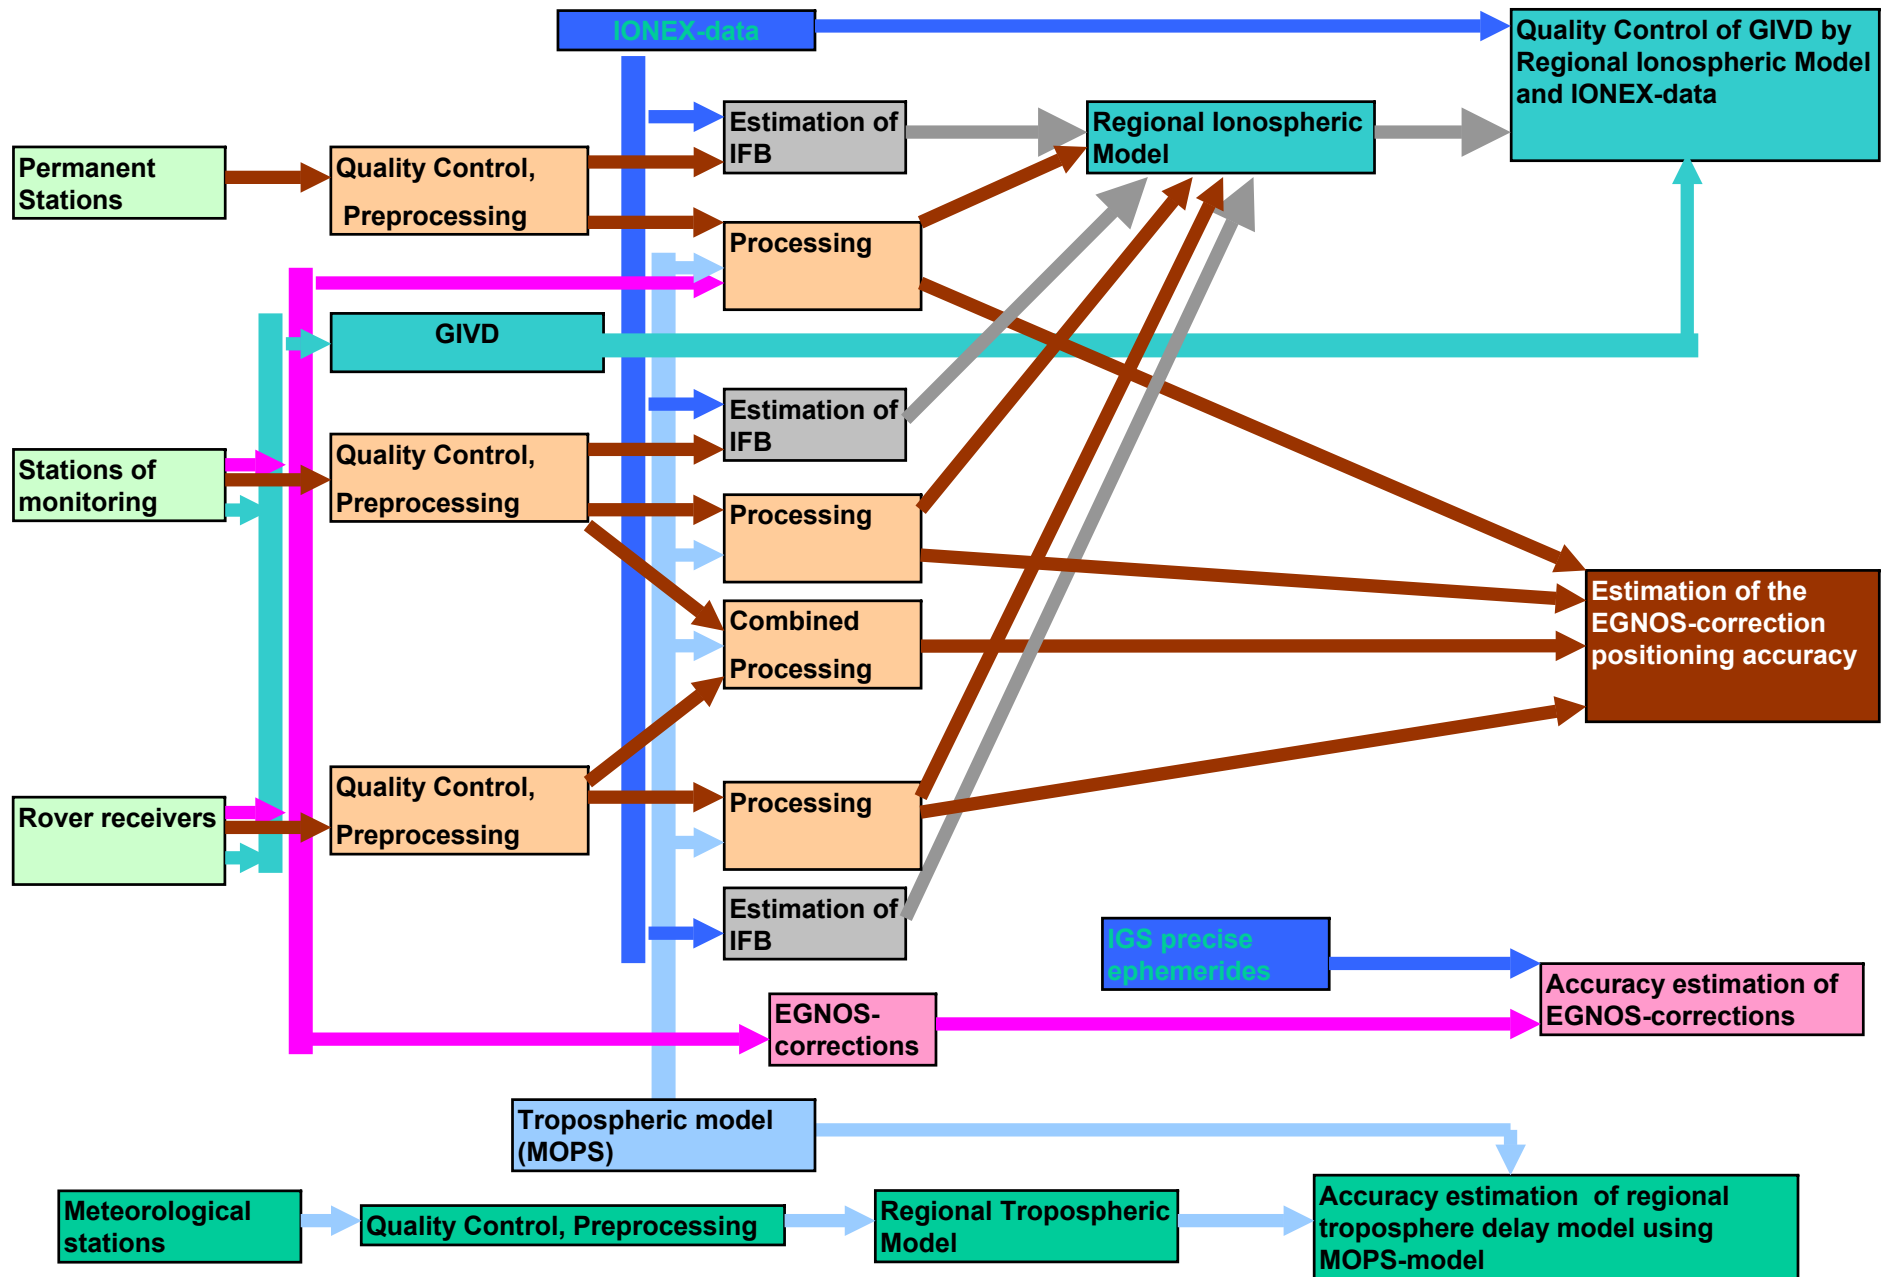 IONEX-data
Quality Control of GIVD by
Regional Ionospheric Model
and IONEX-data
Estimation of
IFB
Regional Ionospheric
Model
Permanent
Stations
Quality Control,
Preprocessing
Processing
GIVD
Estimation of
IFB
Stations of
monitoring
Quality Control,
Preprocessing
Processing
Combined
Processing
Estimation of the
EGNOS-correction
positioning accuracy
Rover receivers
Quality Control,
Preprocessing
Processing
Estimation of
IFB
IGS precise
ephemerides
Accuracy estimation of
EGNOS-corrections
EGNOS-
corrections
Tropospheric model
(MOPS)
Meteorological
stations
Quality Control, Preprocessing
Regional Tropospheric
Model
Accuracy estimation  of regional
troposphere delay model using
MOPS-model